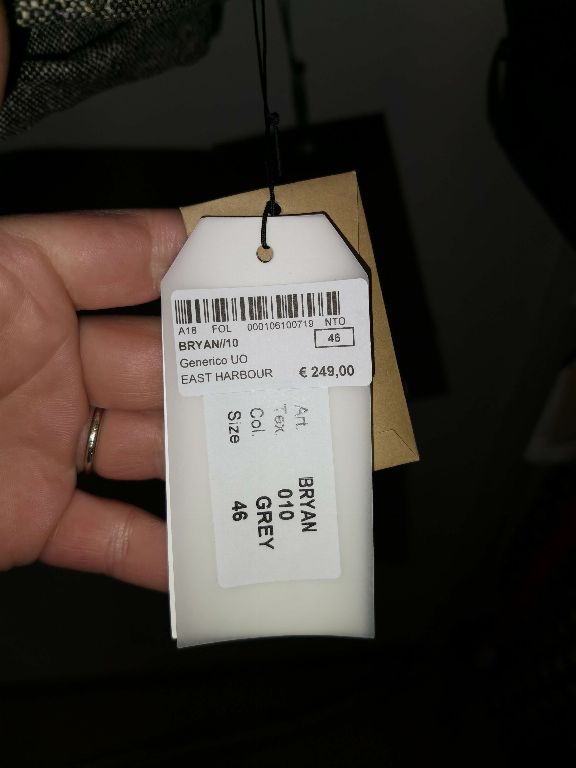 A18 FOL 000106100719 NTO
BRYAN//10 46
Generico UO
EAST HARBOUR € 249,00
Art. BRYAN
Tex. 010
Col. GREY
Size 46